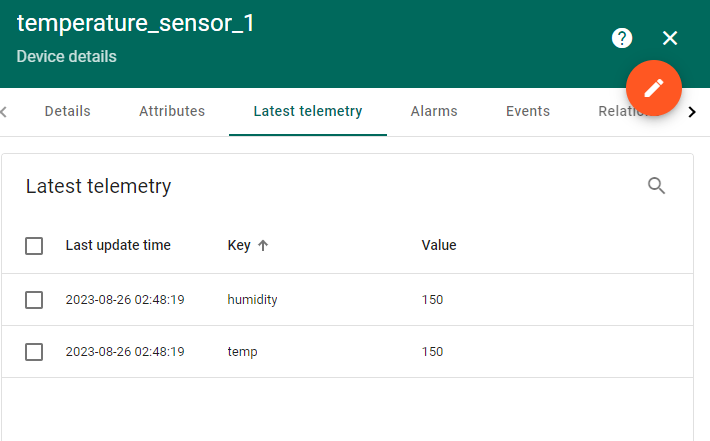 temperature_sensor_1
Device details
Details Attributes Latest telemetry Alarms Events
Latest telemetry
Last update time Key Value
2023-08-26 02:48:19 humidity 150
2023-08-26 02:48:19 temp 150